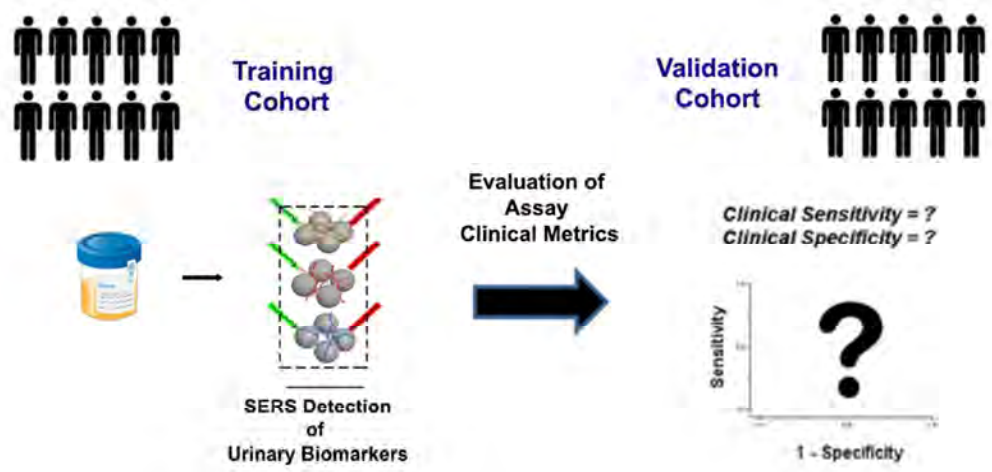 Training
Cohort
Validation
Cohort
Evaluation of
Assay
Clinical Metrics
Clinical Sensitivity = ?
Clinical Specificity = ?
SERS Detection
of
Urinary Biomarkers
Sensitivity
?
1 - Specificity